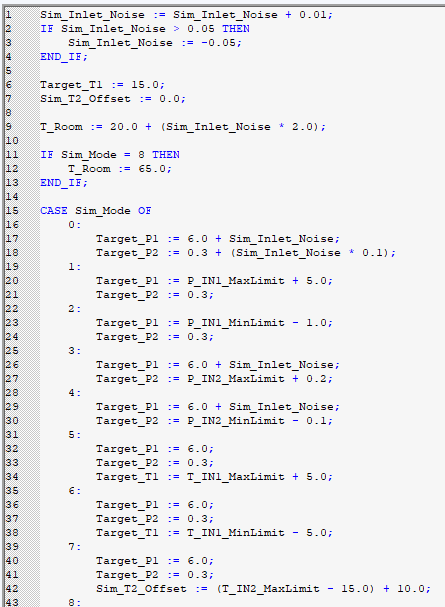 1 Sim_Inlet_Noise := Sim_Inlet_Noise + 0.01;
2 IF Sim_Inlet_Noise > 0.05 THEN
3 Sim_Inlet_Noise := -0.05;
4 END_IF;
5
6 Target_T1 := 15.0;
7 Sim_T2_Offset := 0.0;
8
9 T_Room := 20.0 + (Sim_Inlet_Noise * 2.0);
10
11 IF Sim_Mode = 8 THEN
12 T_Room := 65.0;
13 END_IF;
14
15 CASE Sim_Mode OF
16 0:
17 Target_P1 := 6.0 + Sim_Inlet_Noise;
18 Target_P2 := 0.3 + (Sim_Inlet_Noise * 0.1);
19 1:
20 Target_P1 := P_IN1_MaxLimit + 5.0;
21 Target_P2 := 0.3;
22 2:
23 Target_P1 := P_IN1_MinLimit - 1.0;
24 Target_P2 := 0.3;
25 3:
26 Target_P1 := 6.0 + Sim_Inlet_Noise;
27 Target_P2 := P_IN2_MaxLimit + 0.2;
28 4:
29 Target_P1 := 6.0 + Sim_Inlet_Noise;
30 Target_P2 := P_IN2_MinLimit - 0.1;
31 5:
32 Target_P1 := 6.0;
33 Target_P2 := 0.3;
34 Target_T1 := T_IN1_MaxLimit + 5.0;
35 6:
36 Target_P1 := 6.0;
37 Target_P2 := 0.3;
38 Target_T1 := T_IN1_MinLimit - 5.0;
39 7:
40 Target_P1 := 6.0;
41 Target_P2 := 0.3;
42 Sim_T2_Offset := (T_IN2_MaxLimit - 15.0) + 10.0;
43 8: